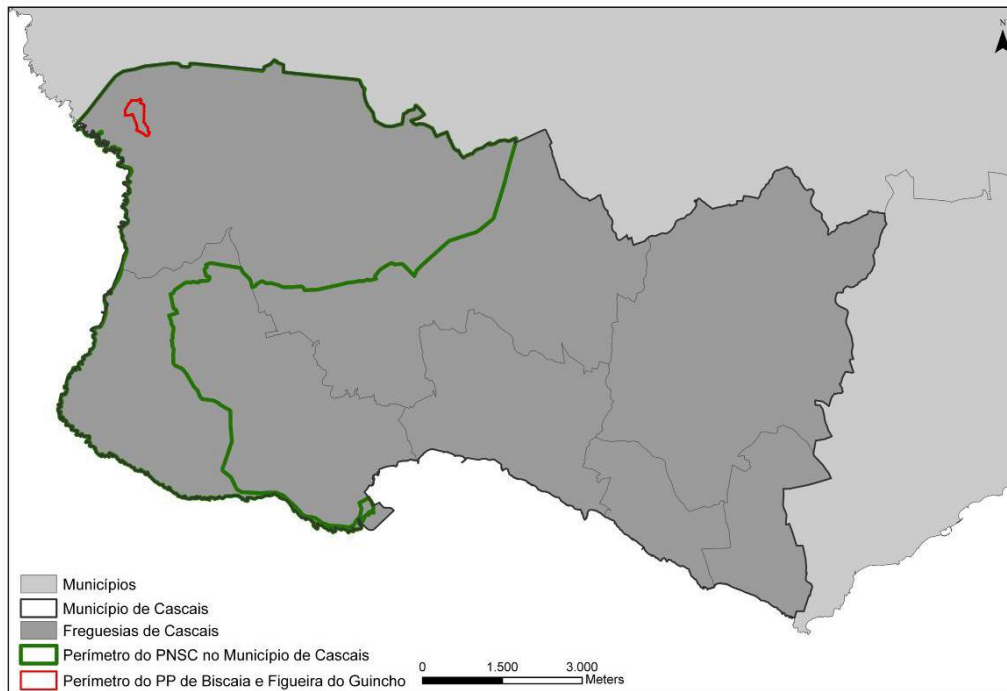 N
Municípios
Município de Cascais
Freguesias de Cascais
Perímetro do PNSC no Município de Cascais
Perímetro do PP de Biscaia e Figueira do Guincho
0 1.500 3.000
Meters